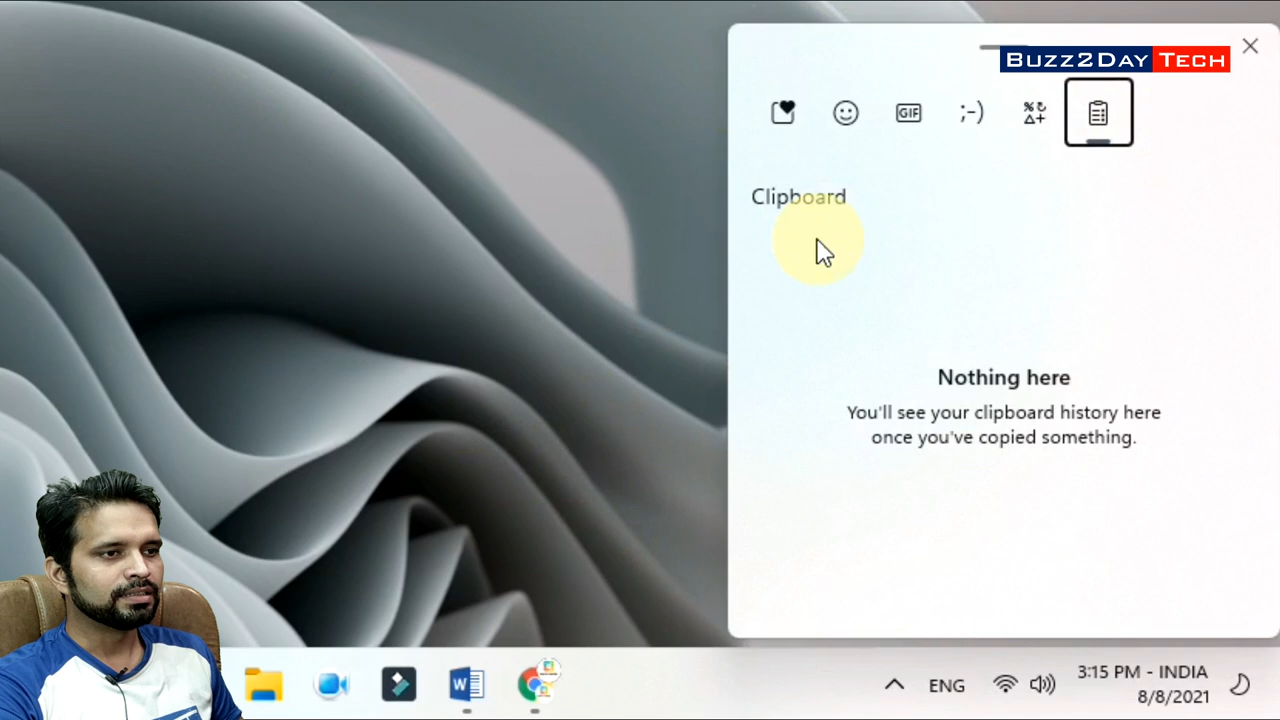 Buzz2Day Tech
GIF
;-)
Clipboard
Nothing here
You'll see your clipboard history here
once you've copied something.
W
ENG
3:15 PM - INDIA
8/8/2021